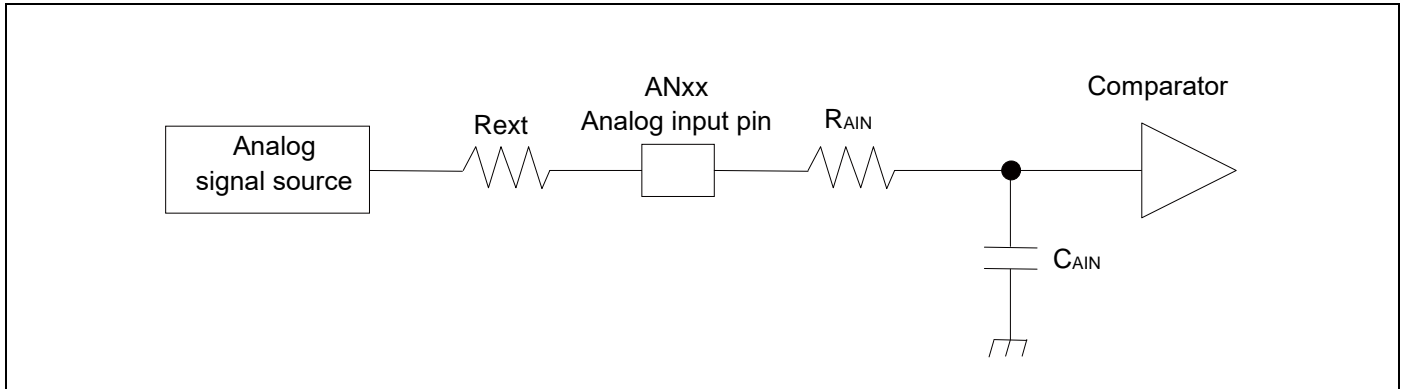 ANxx
Comparator
Analog input pin
Rext
RAIN
Analog
signal source
CAIN